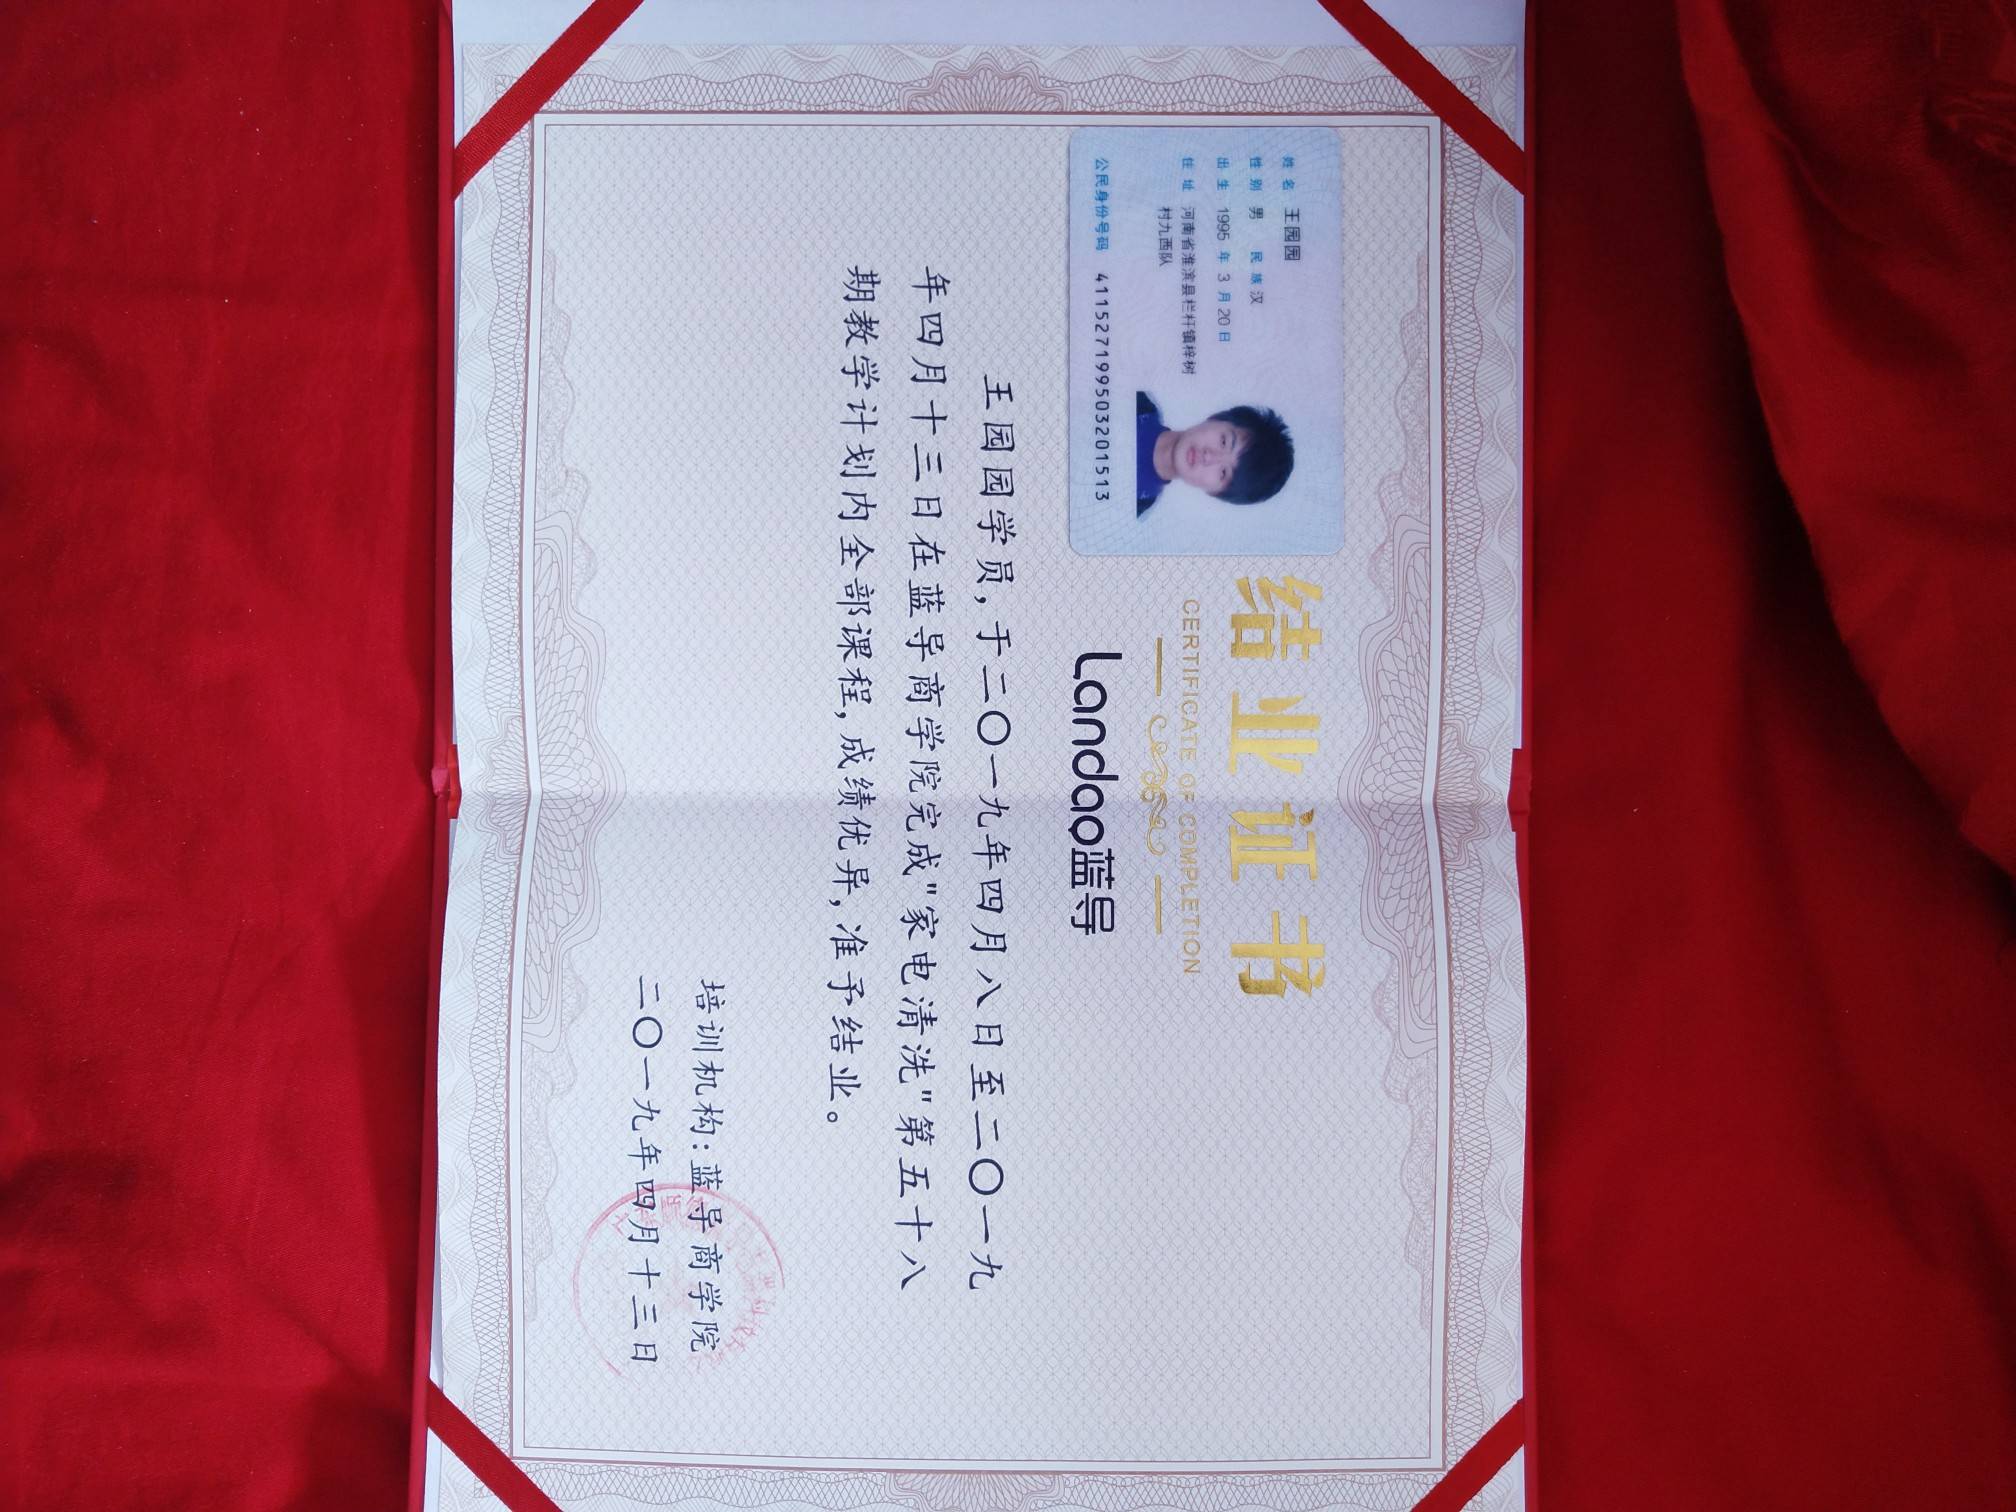 结业证书
CERTIFICATE OF COMPLETION
Landao蓝导
姓名 王园园
性别 男 民族 汉
出生 1995 年 3 月 20 日
住址 河南省淮滨县栏杆镇梓树
村九西队
公民身份号码 411527199503201513
王园园学员,于二〇一九年四月八日至二〇一九
年四月十三日在蓝导商学院完成"家电清洗"第五十八
期教学计划内全部课程,成绩优异,准予结业。
培训机构:蓝导商学院
二〇一九年四月十三日